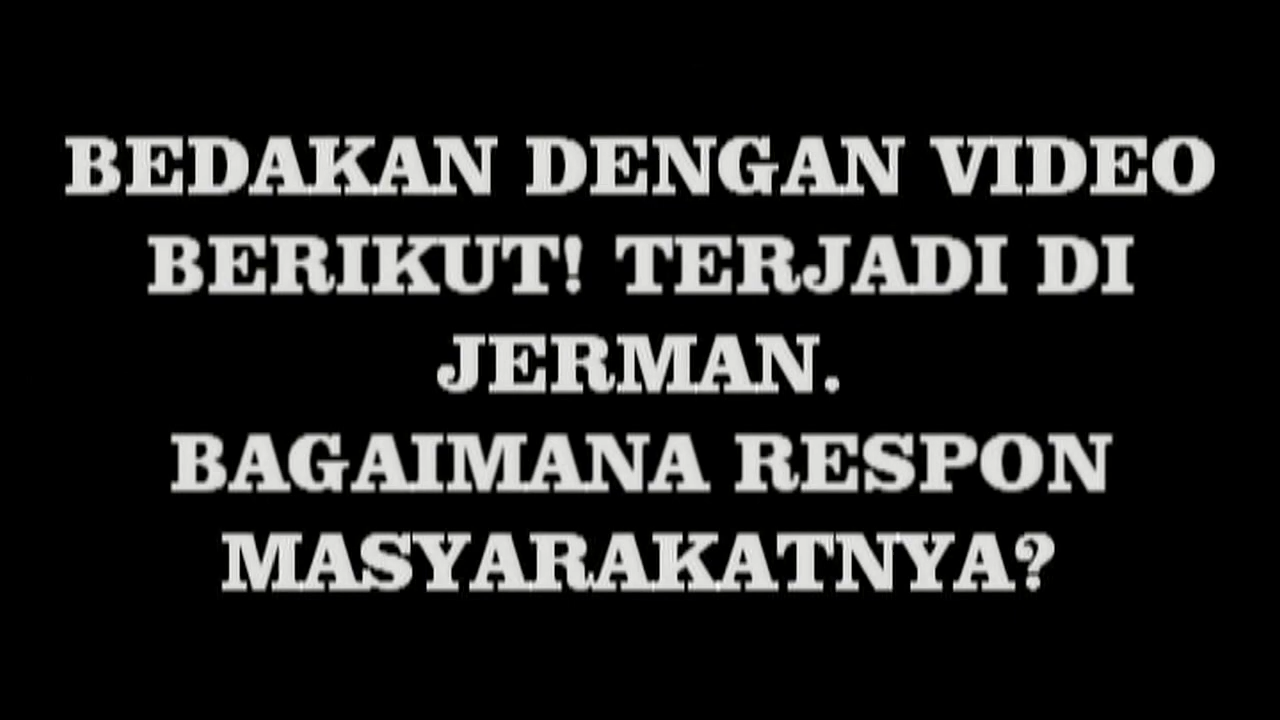 BEDAKAN DENGAN VIDEO
BERIKUT! TERJADI DI
JERMAN.
BAGAIMANA RESPON
MASYARAKATNYA?